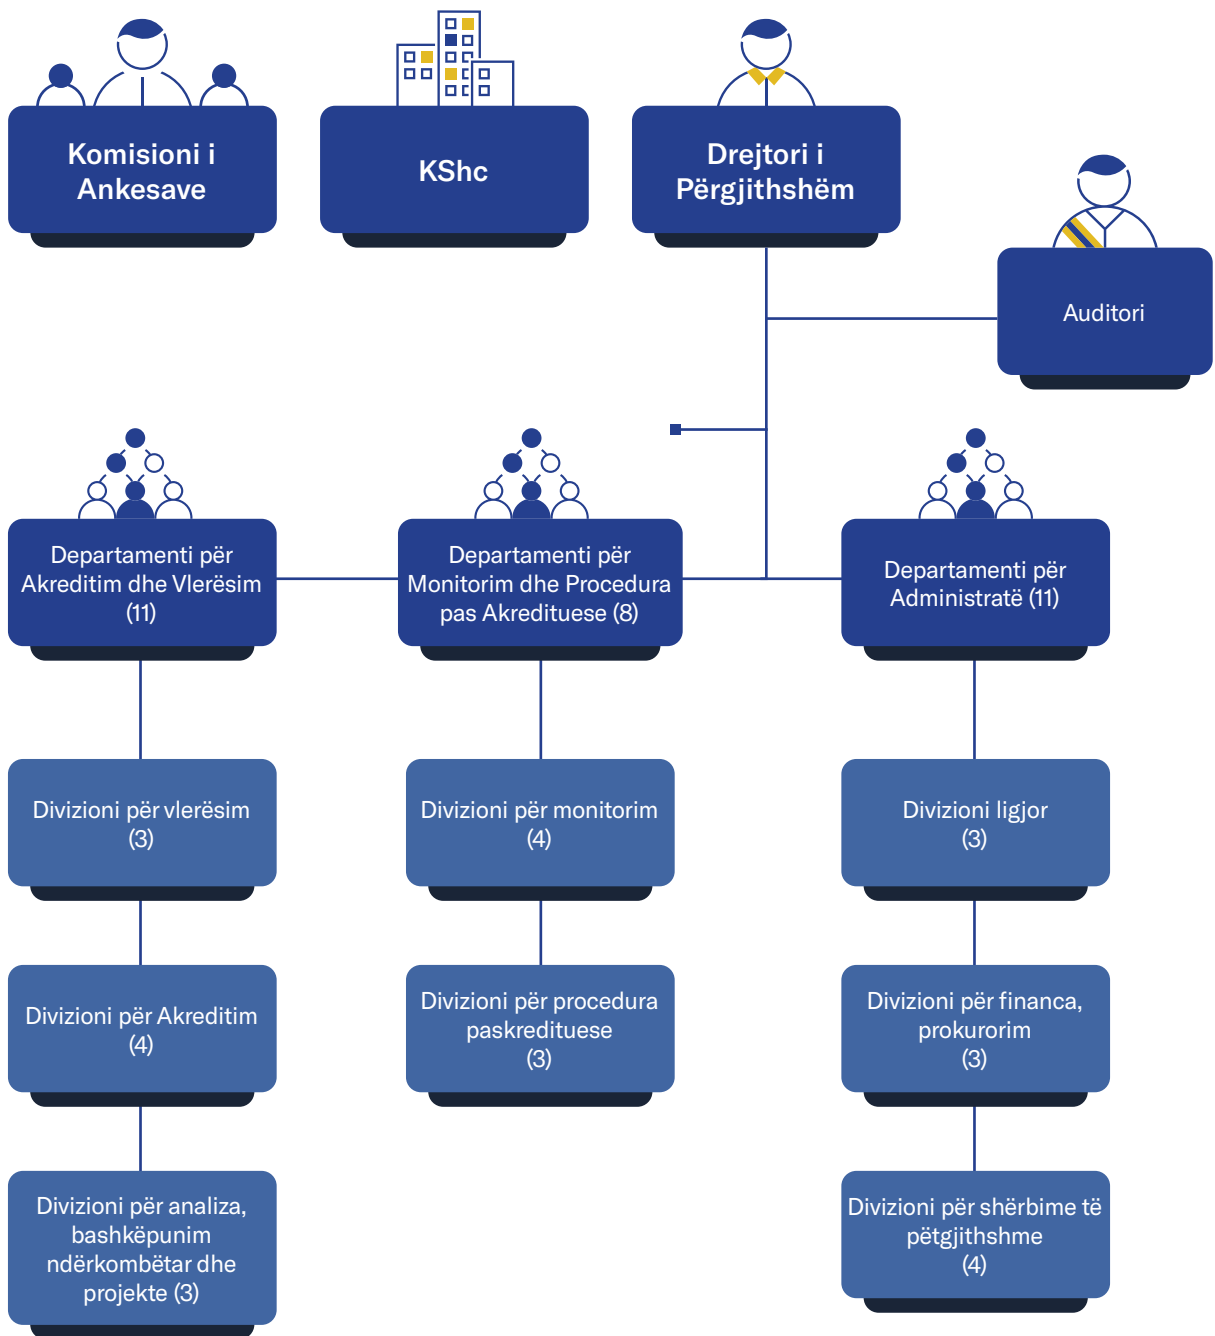 Komisioni i
Ankesave
KShc
Drejtori i
Përgjithshëm
Auditori
Departamenti për
Akreditim dhe Vlerësim
(11)
Departamenti për
Monitorim dhe Procedura
pas Akredituese (8)
Departamenti për
Administratë (11)
Divizioni për vlerësim
(3)
Divizioni për monitorim
(4)
Divizioni ligjor
(3)
Divizioni për Akreditim
(4)
Divizioni për procedura
paskredituese
(3)
Divizioni për financa,
prokurorim
(3)
Divizioni për analiza,
bashkëpunim
ndërkombëtar dhe
projekte (3)
Divizioni për shërbime të
pëtgjithshme
(4)